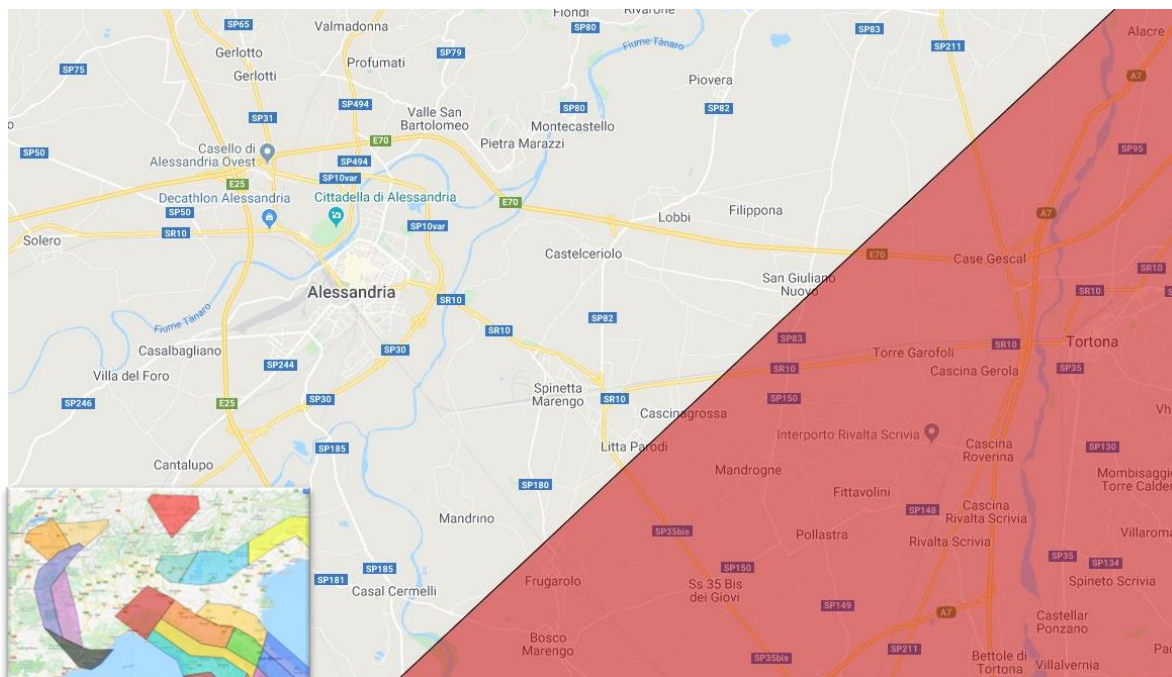 SP65
Valmadonna
Fiondi
Rivarone
SP80
SP83
Alacre
Gerlotto
Fiume Tànaro
SP211
SP79
SP75
Profumati
A7
Gerlotti
Piovera
SP494
SP80
SP82
Valle San
Bartolomeo
SP31
Montecastello
E70
Pietra Marazzi
Casello di
Alessandria Ovest
SP50
SP494
SP95
SP10var
E25
Decathlon Alessandria
Cittadella di Alessandria
E70
SP50
Lobbi
Filippona
A7
SP10var
SR10
Solero
Castelceriolo
E70
Case Gescal
SR10
San Giuliano
Nuovo
SR10
Alessandria
SR10
Fiume Tànaro
SP82
SR10
SP83
SR10
Tortona
Casalbagliano
SP30
Torre Garofoli
SP244
SR10
SP35
Villa del Foro
Cascina Gerola
Spinetta
Marengo
SP246
E25
SP30
SR10
SP150
Cascinagrossa
Vh
Interporto Rivalta Scrivia
SP185
Litta Parodi
Cascina
Roverina
SP130
Cantalupo
Mandrogne
Mombisaggio
Torre Calder
SP180
Fittavolini
Cascina
Rivalta Scrivia
SP148
Mandrino
SP35bis
Pollastra
Villaroma
Rivalta Scrivia
SP35
SP134
SP185
SP150
SP181
Frugarolo
Ss 35 Bis
dei Giovi
Spineto Scrivia
Casal Cermelli
SP149
A7
Castellar
Ponzano
Bosco
Marengo
SP211
SP35bis
Bettole di
Tortona
Villalvernia
Pac